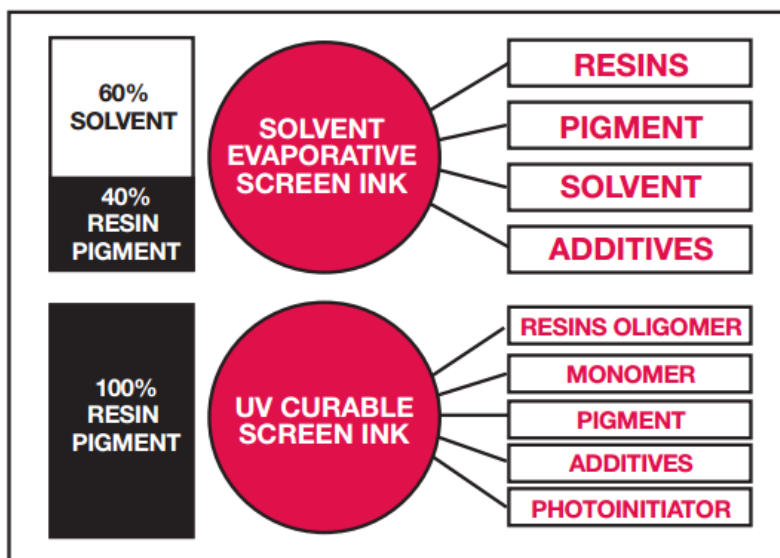 60%
SOLVENT
40%
RESIN
PIGMENT
SOLVENT
EVAPORATIVE
SCREEN INK
RESINS
PIGMENT
SOLVENT
ADDITIVES
100%
RESIN
PIGMENT
UV CURABLE
SCREEN INK
RESINS OLIGOMER
MONOMER
PIGMENT
ADDITIVES
PHOTOINITIATOR